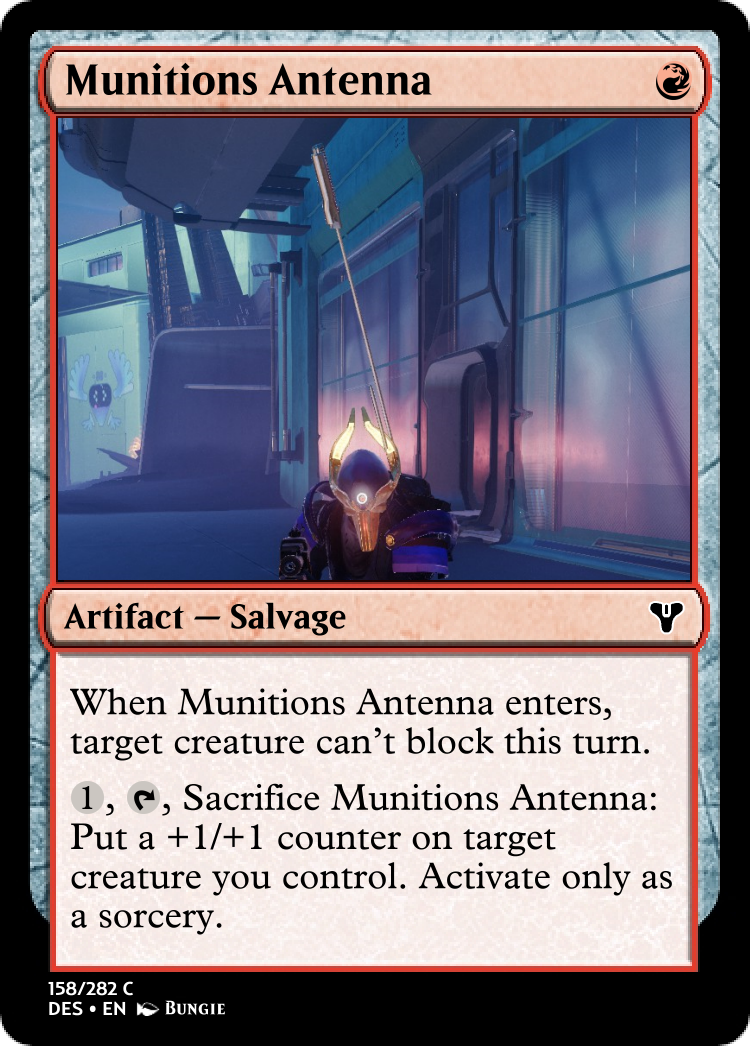 Munitions Antenna
Artifact — Salvage
When Munitions Antenna enters,
target creature can't block this turn.
1, , Sacrifice Munitions Antenna:
Put a +1/+1 counter on target
creature you control. Activate only as
a sorcery.
158/282 C
DES • EN Bungie